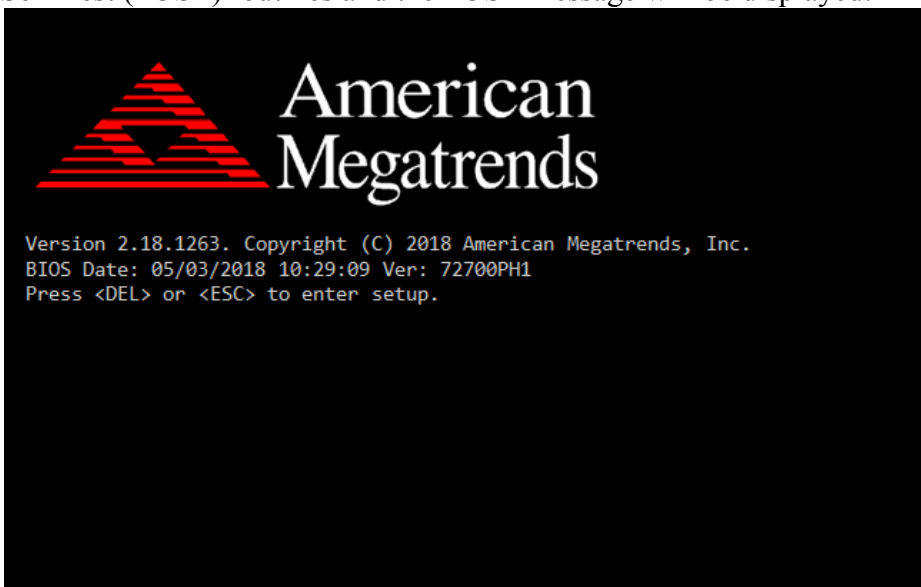 American
Megatrends
Version 2.18.1263. Copyright (C) 2018 American Megatrends, Inc.
BIOS Date: 05/03/2018 10:29:09 Ver: 72700PH1
Press <DEL> or <ESC> to enter setup.